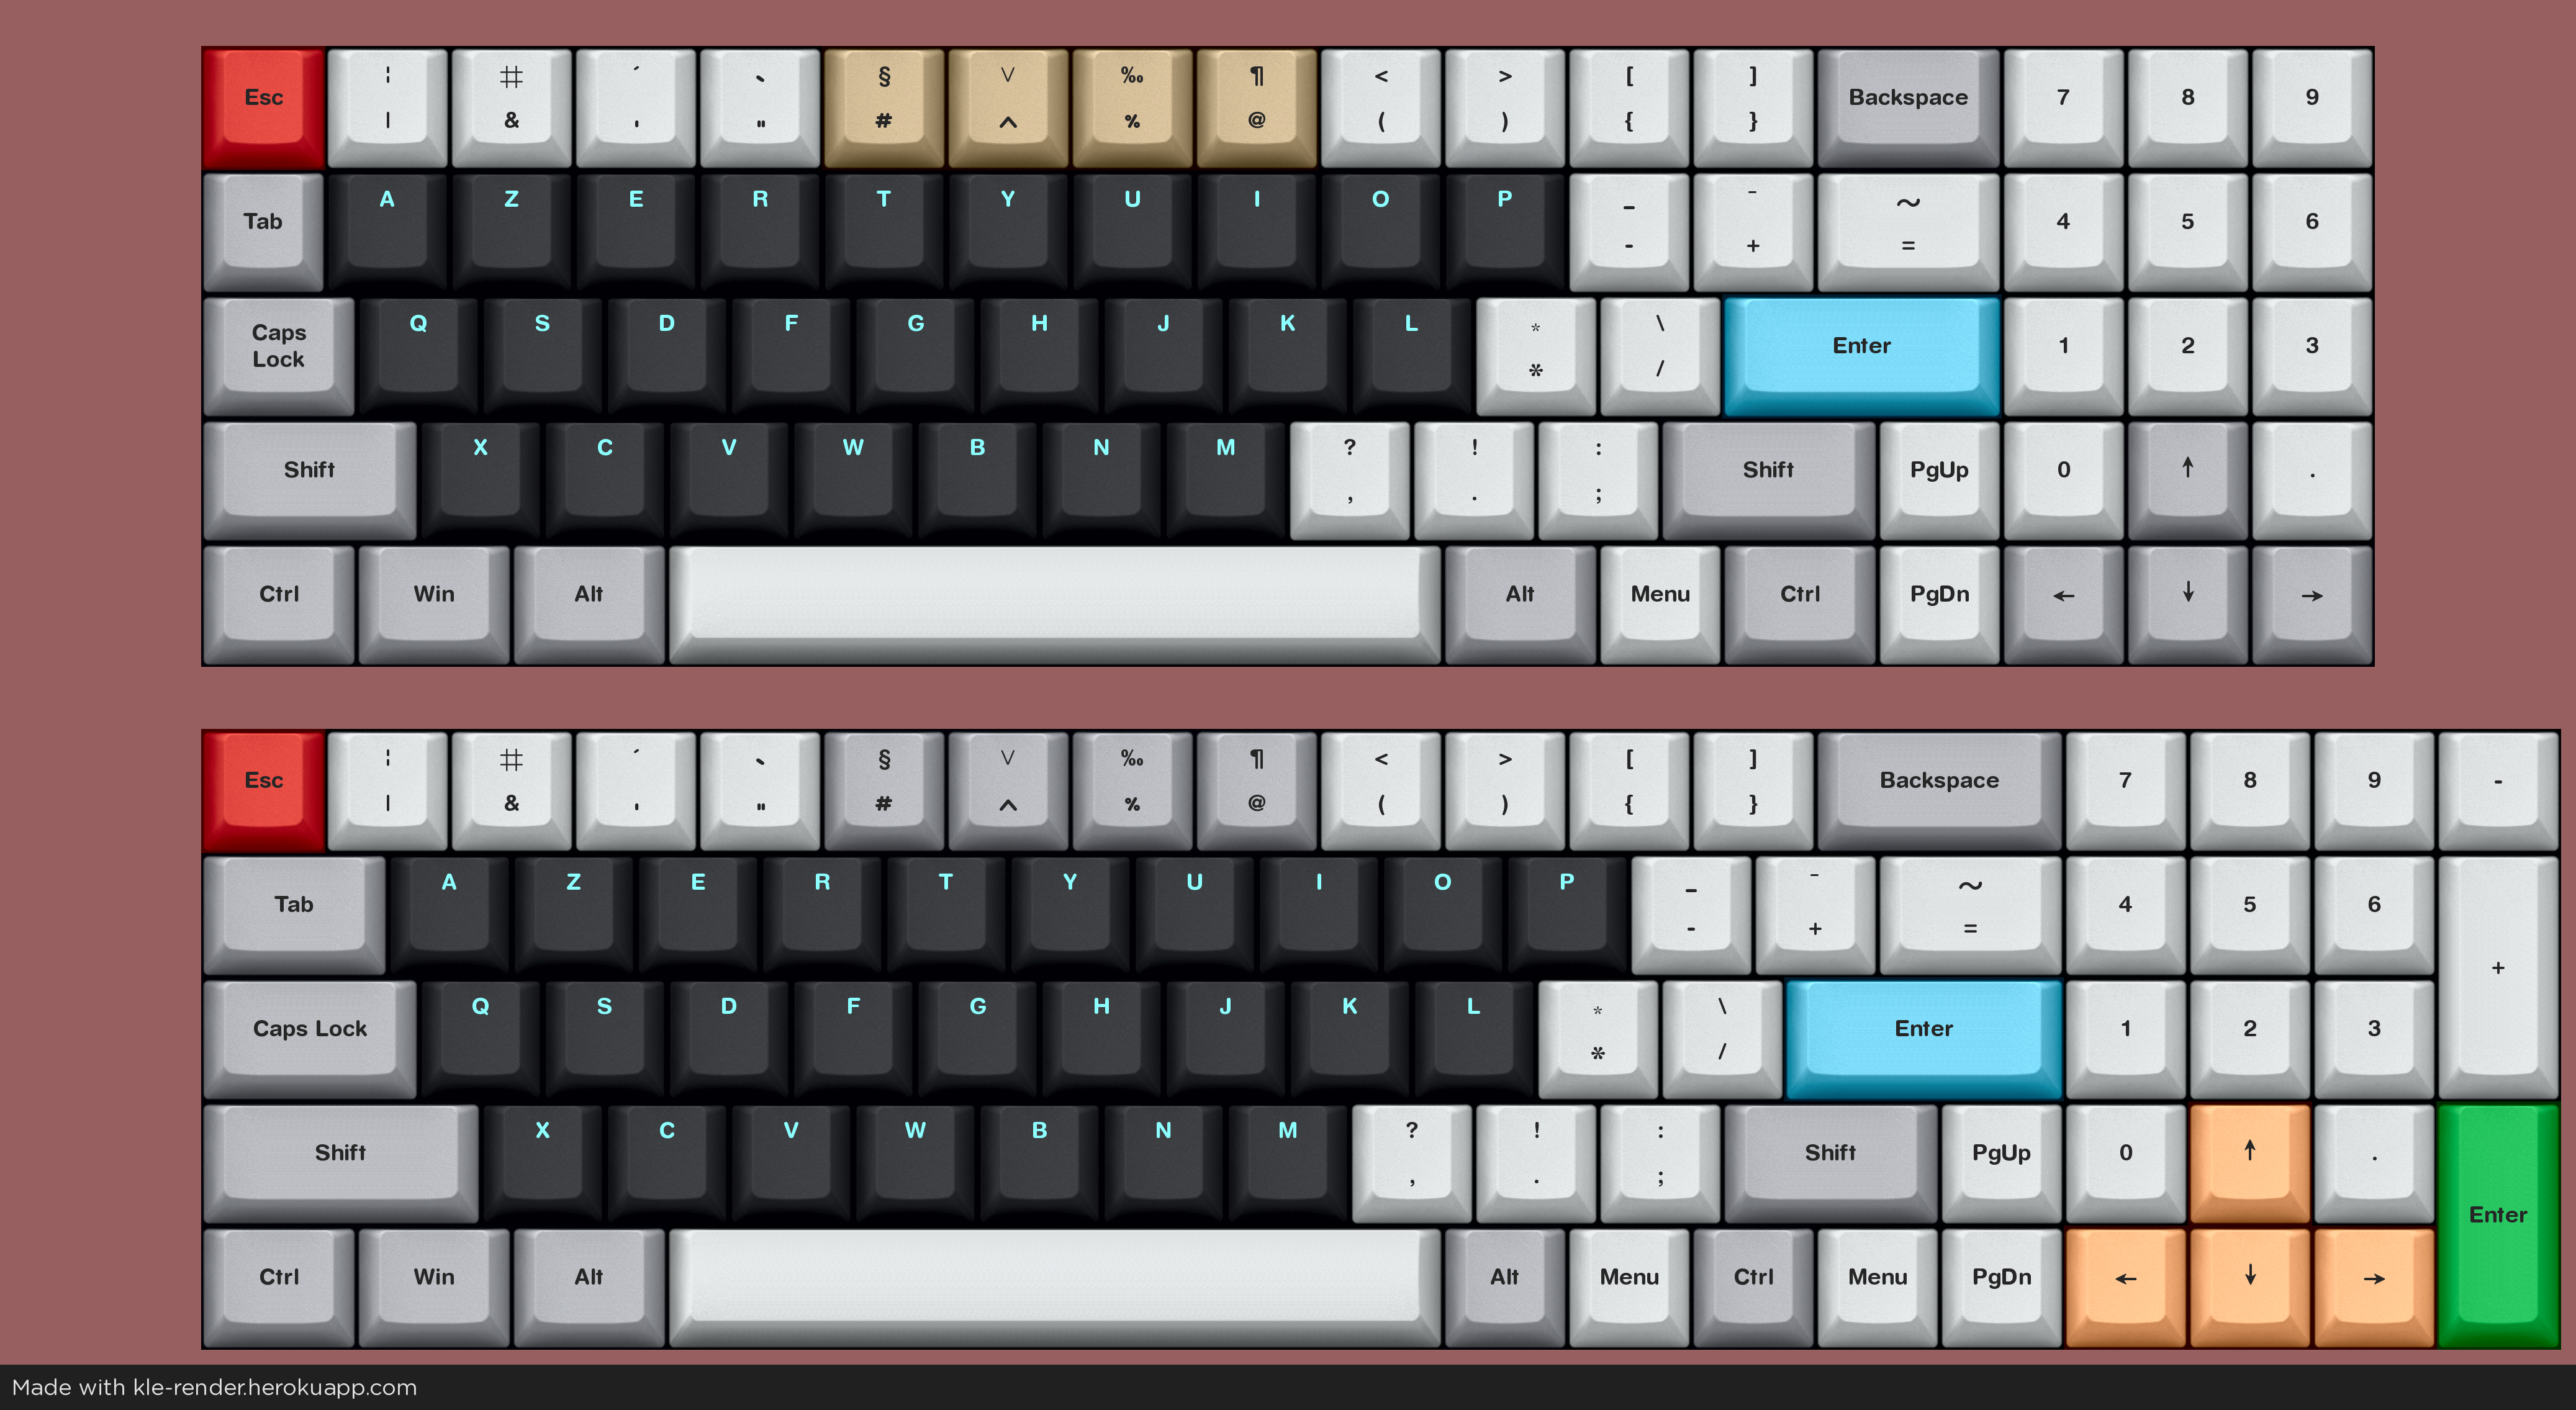 Esc ¦ # ´ ` § ∨ ‰ ¶ < > [ ] Backspace 7 8 9
| & ' " # ^ % @ ( ) { }
Tab A Z E R T Y U I O P _ ¯ ~ 4 5 6
- + =
Caps
Lock
Q S D F G H J K L * \ Enter 1 2 3
* /
Shift X C V W B N M ? ! : Shift PgUp 0 ↑ .
, . ;
Ctrl Win Alt Alt Menu Ctrl PgDn ← ↓ →
Esc ¦ # ´ ` § ∨ ‰ ¶ < > [ ] Backspace 7 8 9 -
| & ' " # ^ % @ ( ) { }
Tab A Z E R T Y U I O P _ ¯ ~ 4 5 6 +
- + =
Caps Lock Q S D F G H J K L * \ Enter 1 2 3
* /
Shift X C V W B N M ? ! : Shift PgUp 0 ↑ . Enter
, . ;
Ctrl Win Alt Alt Menu Ctrl Menu PgDn ← ↓ →
Made with kle-render.herokuapp.com